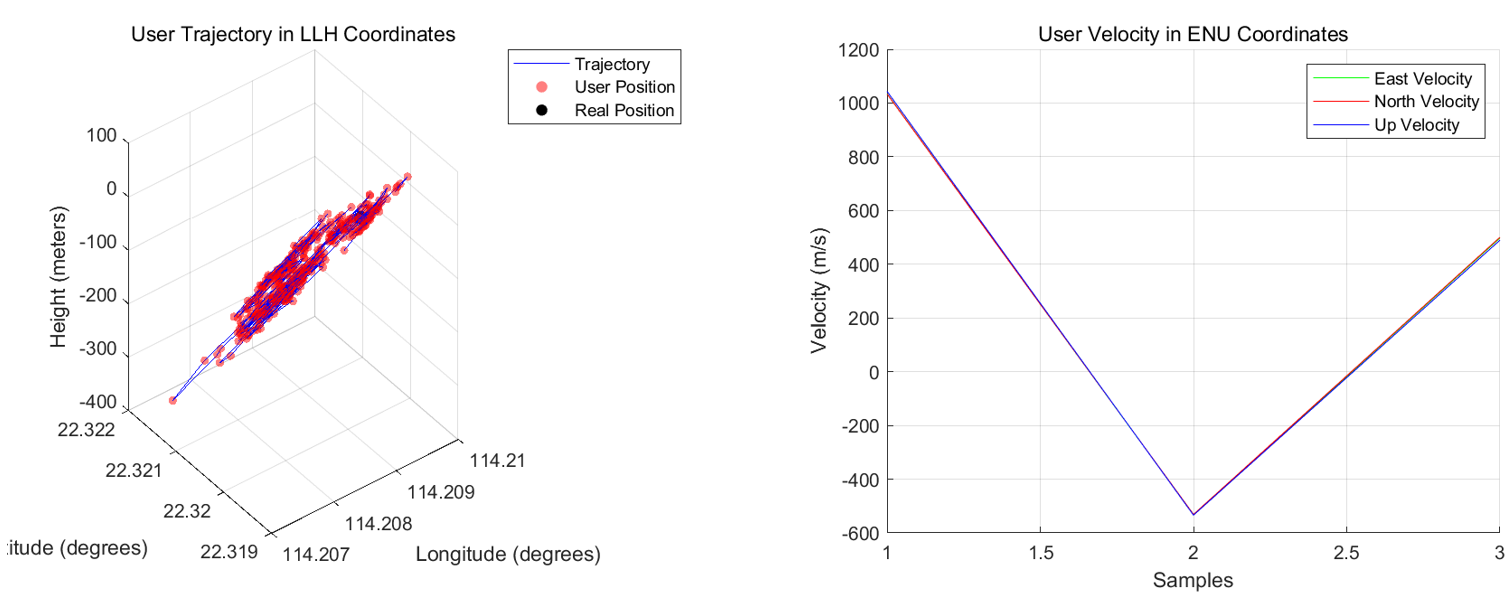 User Trajectory in LLH Coordinates
Trajectory
User Position
Real Position
100
0
-100
-200
-300
-400
Height (meters)
22.322
22.321
22.32
22.319
titude (degrees)
114.207
114.208
114.209
114.21
Longitude (degrees)
User Velocity in ENU Coordinates
East Velocity
North Velocity
Up Velocity
1200
1000
800
600
400
200
0
-200
-400
-600
Velocity (m/s)
1
1.5
2
2.5
3
Samples